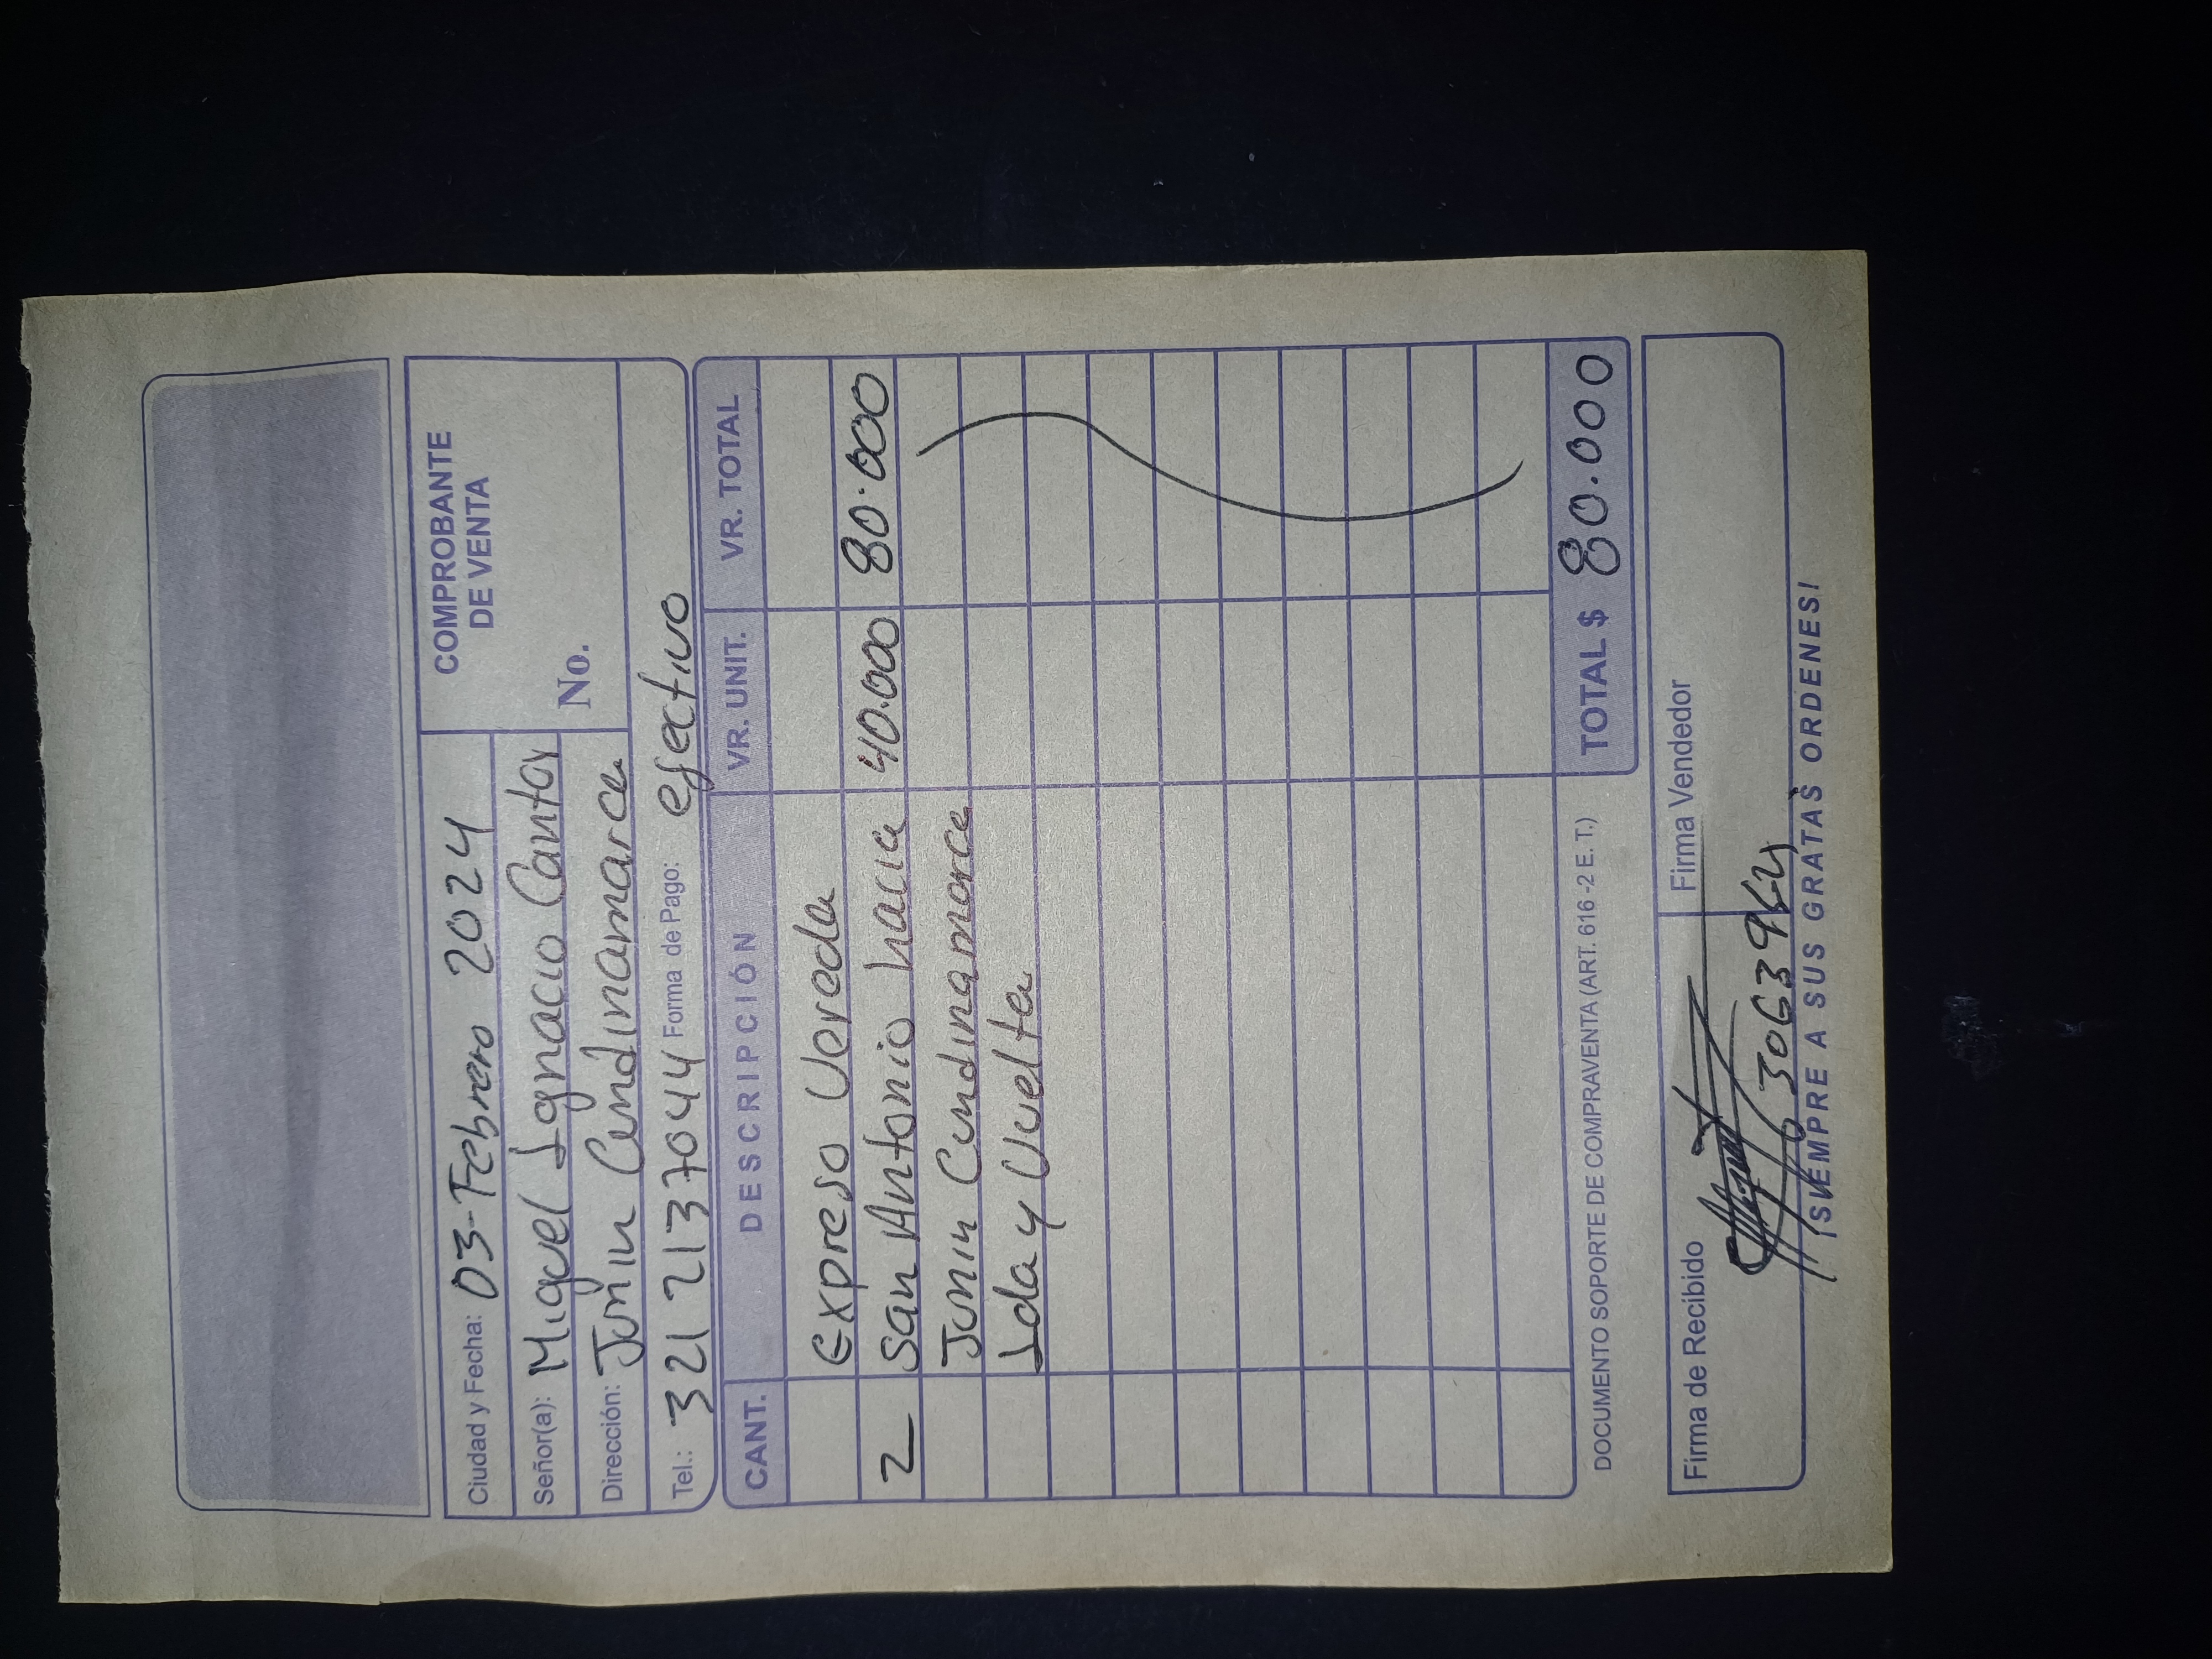 COMPROBANTE
DE VENTA
No.
Ciudad y Fecha: 03-Febrero 2024
Señor(a): Miguel Ignacio Cantor
Dirección: Junin Cundinamarca
Tel.: 321 2137044 Forma de Pago: efectivo
CANT. DESCRIPCIÓN VR. UNIT. VR. TOTAL
Expreso Vereda
2 San Antonio hacia 40.000 80.000
Junin Cundinamarca
Ida y Vuelta
DOCUMENTO SOPORTE DE COMPRAVENTA (ART. 616 -2 E. T.) TOTAL $ 80.000
Firma de Recibido Firma Vendedor
¡SIEMPRE A SUS GRATAS ORDENES!